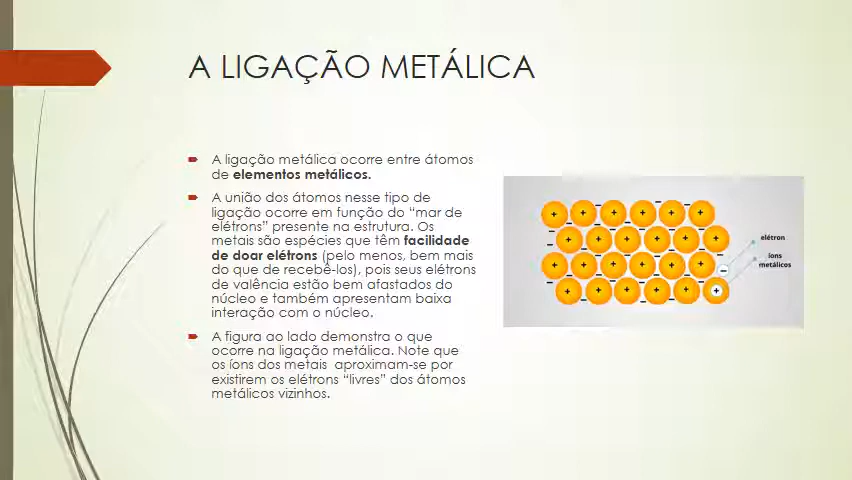 A LIGAÇÃO METÁLICA
A ligação metálica ocorre entre átomos
de elementos metálicos.
A união dos átomos nesse tipo de
ligação ocorre em função do “mar de
elétrons” presente na estrutura. Os
metais são espécies que têm facilidade
de doar elétrons (pelo menos, bem mais
do que de recebê-los), pois seus elétrons
de valência estão bem afastados do
núcleo e também apresentam baixa
interação com o núcleo.
A figura ao lado demonstra o que
ocorre na ligação metálica. Note que
os íons dos metais aproximam-se por
existirem os elétrons “livres” dos átomos
metálicos vizinhos.
elétron
íons
metálicos